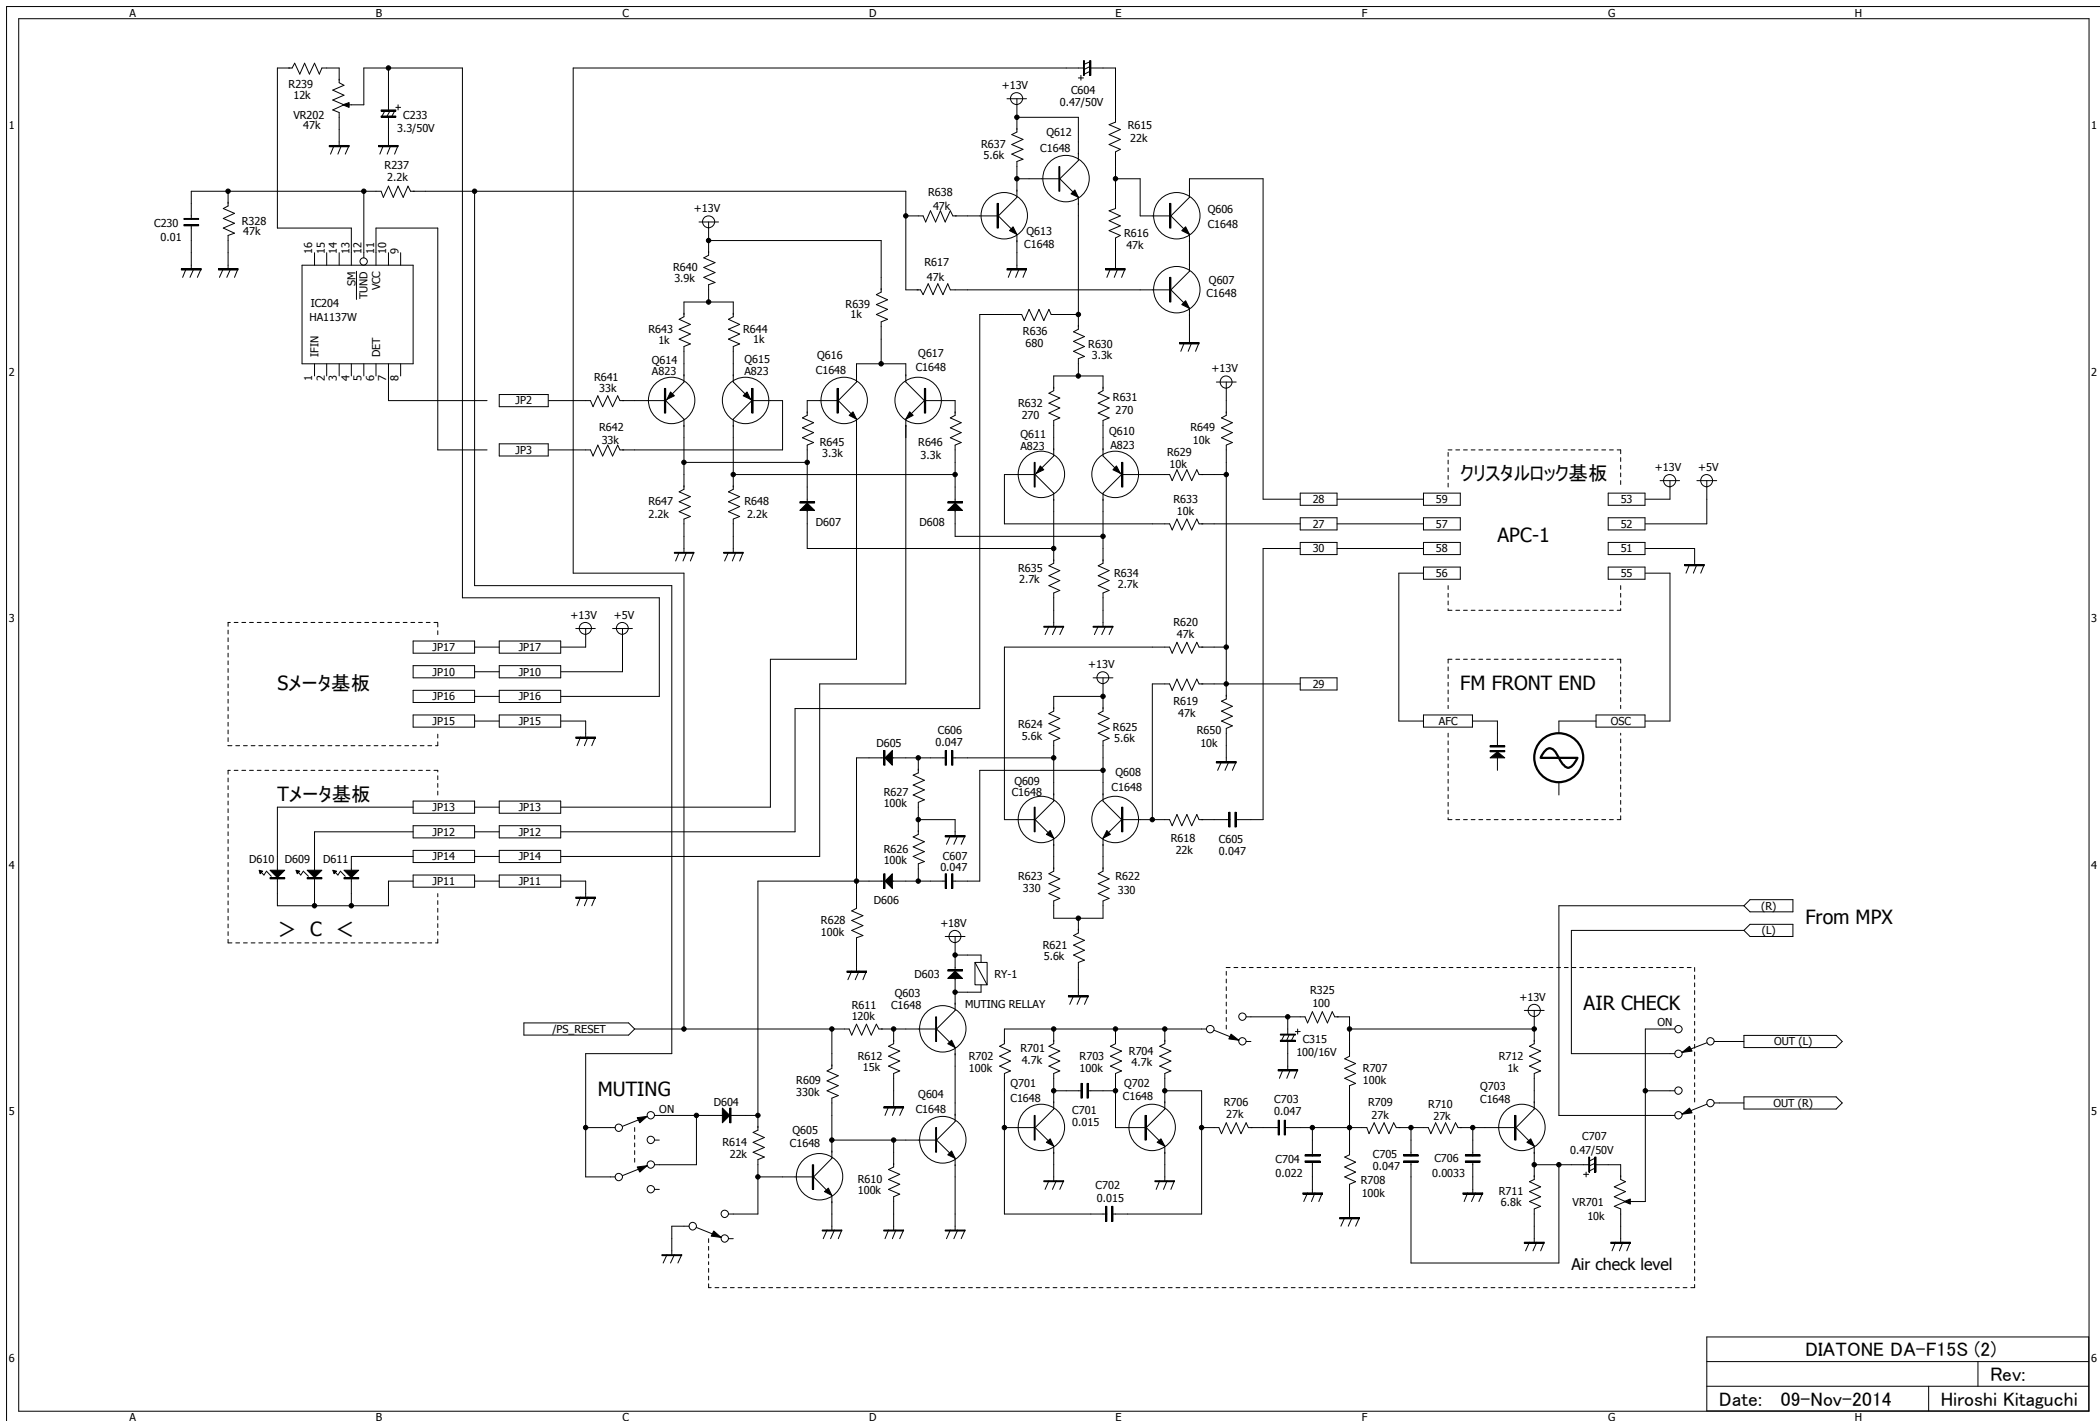 A B C D E F G H
1
2
3
4
5
6
R239
12k
VR202
47k
C233
3.3/50V
R237
2.2k
C230
0.01
R328
47k
16
15
14
13
12
11
10
9
SM
TUND
VCC
IC204
HA1137W
IFIN
DET
1
2
3
4
5
6
7
8
+13V
R640
3.9k
R639
1k
R643
1k
R644
1k
Q614
A823
Q615
A823
Q616
C1648
Q617
C1648
JP2
R641
33k
JP3
R642
33k
R645
3.3k
R646
3.3k
R647
2.2k
R648
2.2k
D607
D608
+13V
C604
0.47/50V
R637
5.6k
Q612
C1648
R615
22k
R638
47k
Q613
C1648
R616
47k
Q606
C1648
R617
47k
Q607
C1648
R636
680
R630
3.3k
R632
270
R631
270
Q611
A823
Q610
A823
+13V
R649
10k
R629
10k
R633
10k
R635
2.7k
R634
2.7k
28
27
30
29
59
57
58
56
クリスタルロック基板
APC-1
53
52
51
55
+13V
+5V
FM FRONT END
AFC
OSC
Sメータ基板
JP17
JP10
JP16
JP15
JP17
JP10
JP16
JP15
+13V
+5V
Tメータ基板
JP13
JP12
JP14
JP11
JP13
JP12
JP14
JP11
D610
D609
D611
> C <
R620
47k
R619
47k
R650
10k
+13V
R624
5.6k
R625
5.6k
D605
C606
0.047
R627
100k
R626
100k
C607
0.047
D606
Q609
C1648
Q608
C1648
R618
22k
C605
0.047
R623
330
R622
330
R621
5.6k
R628
100k
+18V
D603
RY-1
MUTING RELLAY
Q603
C1648
/PS_RESET
R611
120k
R612
15k
R609
330k
Q604
C1648
MUTING
ON
D604
R614
22k
Q605
C1648
R610
100k
R702
100k
R701
4.7k
R703
100k
R704
4.7k
Q701
C1648
C701
0.015
Q702
C1648
C702
0.015
R325
100
C315
100/16V
R706
27k
C703
0.047
C704
0.022
R707
100k
R708
100k
R709
27k
R710
27k
C705
0.047
C706
0.0033
+13V
R712
1k
Q703
C1648
R711
6.8k
C707
0.47/50V
VR701
10k
Air check level
AIR CHECK
ON
(R)
(L)
From MPX
OUT (L)
OUT (R)
DIATONE DA-F15S (2)
Rev:
Date: 09-Nov-2014
Hiroshi Kitaguchi
A B C D E F G H